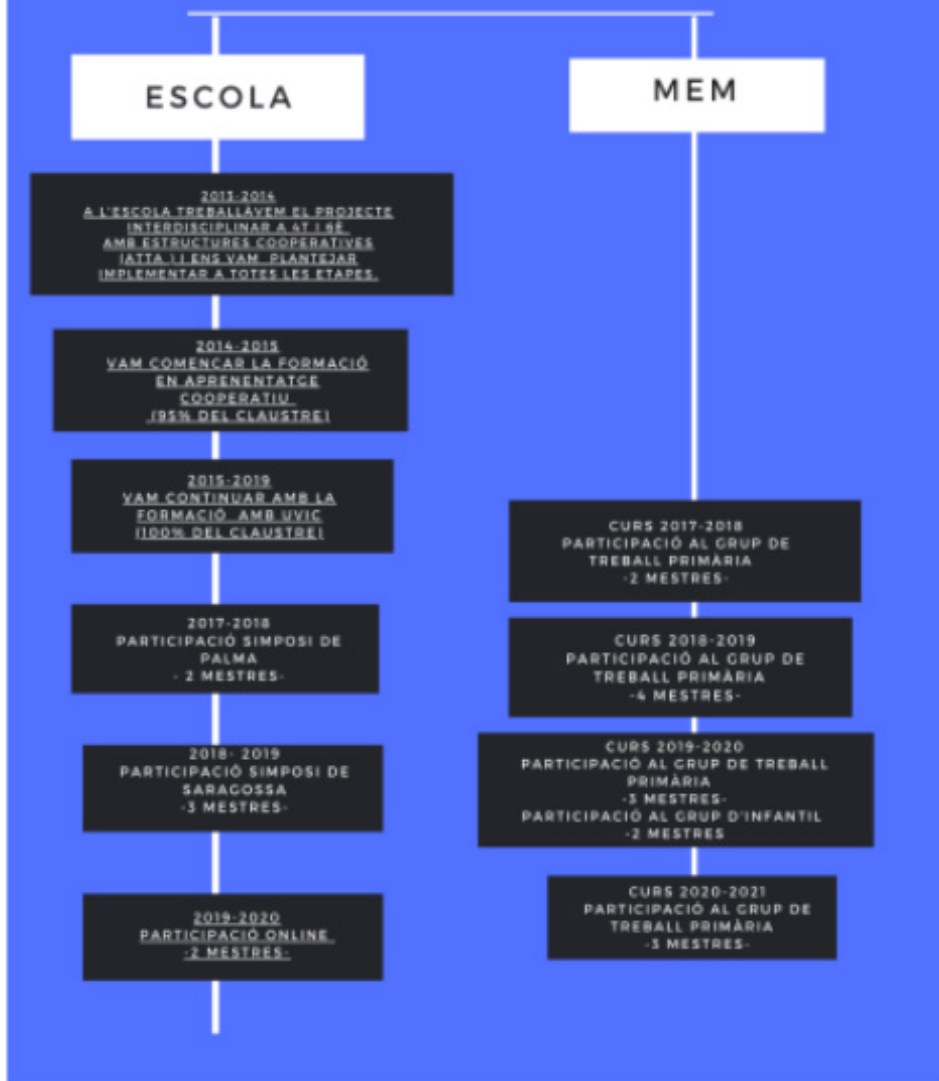 ESCOLA
2013-2014
A L'ESCOLA TREBALLÀVEM EL PROJECTE
INTERDISCIPLINAR A 4T I 6È
AMB ESTRUCTURES COOPERATIVES
(ATTA ) I ENS VAM PLANTEJAR
IMPLEMENTAR A TOTES LES ETAPES.
2014-2015
VAM COMENCAR LA FORMACIÓ
EN APRENENTATGE
COOPERATIU
(95% DEL CLAUSTRE)
2015-2019
VAM CONTINUAR AMB LA
FORMACIÓ AMB UVIC
(100% DEL CLAUSTRE)
2017-2018
PARTICIPACIÓ SIMPOSI DE
PALMA
- 2 MESTRES-
2018- 2019
PARTICIPACIÓ SIMPOSI DE
SARAGOSSA
-3 MESTRES-
2019-2020
PARTICIPACIÓ ONLINE
-2 MESTRES-
MEM
CURS 2017-2018
PARTICIPACIÓ AL GRUP DE
TREBALL PRIMÀRIA
-2 MESTRES-
CURS 2018-2019
PARTICIPACIÓ AL GRUP DE
TREBALL PRIMÀRIA
-4 MESTRES-
CURS 2019-2020
PARTICIPACIÓ AL GRUP DE TREBALL
PRIMÀRIA
-3 MESTRES-
PARTICIPACIÓ AL GRUP D'INFANTIL
-2 MESTRES
CURS 2020-2021
PARTICIPACIÓ AL GRUP DE
TREBALL PRIMÀRIA
-3 MESTRES-